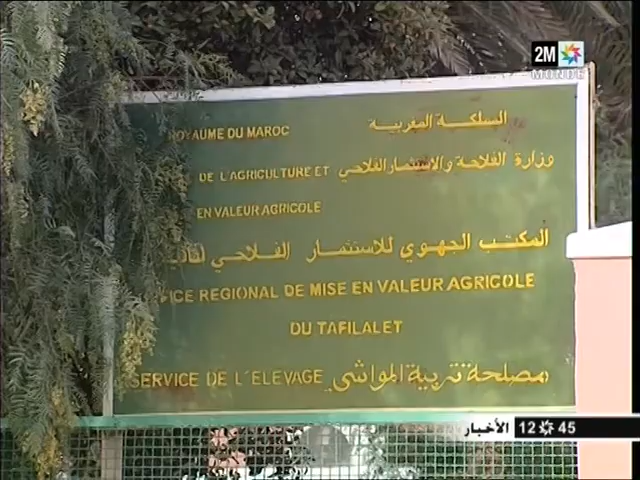 2M
MONDE
ROYAUME DU MAROC المملكة المغربية
DE L'AGRICULTURE ET وزارة الفلاحة والاستثمار الفلاحي
EN VALEUR AGRICOLE
المكتب الجهوي للاستثمار الفلاحي
REGIONAL DE MISE EN VALEUR AGRICOLE
DU TAFILALET
SERVICE DE L'ELEVAGE مصلحة تربية المواشي
الأخبار 12 45